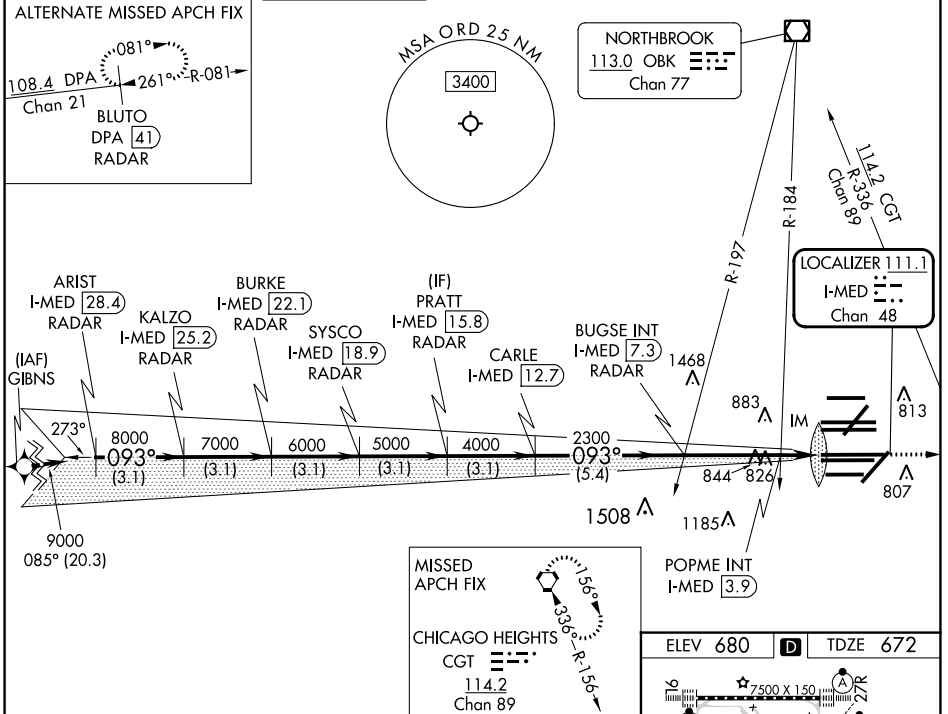 ALTERNATE MISSED APCH FIX
081°
108.4 DPA
261°
R-081
Chan 21
BLUTO
DPA 41
RADAR
MSA ORD 25 NM
3400
NORTHBROOK
113.0 OBK
Chan 77
114.2 CGT
R-336
Chan 89
R-197
R-184
LOCALIZER 111.1
I-MED
Chan 48
ARIST
I-MED 28.4
RADAR
KALZO
I-MED 25.2
RADAR
BURKE
I-MED 22.1
RADAR
SYSCO
I-MED 18.9
RADAR
(IF)
PRATT
I-MED 15.8
RADAR
CARLE
I-MED 12.7
BUGSE INT
I-MED 7.3
RADAR
1468
883
IM
813
(IAF)
GIBNS
273°
8000
093°
(3.1)
7000
(3.1)
6000
(3.1)
5000
(3.1)
4000
(3.1)
2300
093°
(5.4)
844
826
807
9000
085° (20.3)
1508
1185
POPME INT
I-MED 3.9
MISSED
APCH FIX
156°
336°
R-156
CHICAGO HEIGHTS
CGT
114.2
Chan 89
ELEV 680
D
TDZE 672
9L
7500 X 150
A
27R